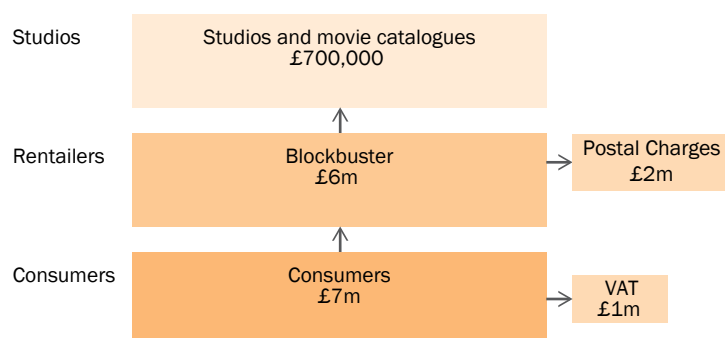 Studios
Studios and movie catalogues
£700,000
Rentailers
Blockbuster
£6m
Postal Charges
£2m
Consumers
Consumers
£7m
VAT
£1m